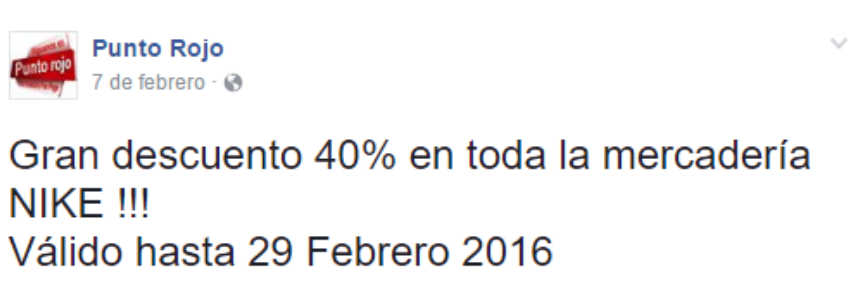 Punto Rojo
7 de febrero ·
Punto rojo
Gran descuento 40% en toda la mercadería
NIKE !!!
Válido hasta 29 Febrero 2016